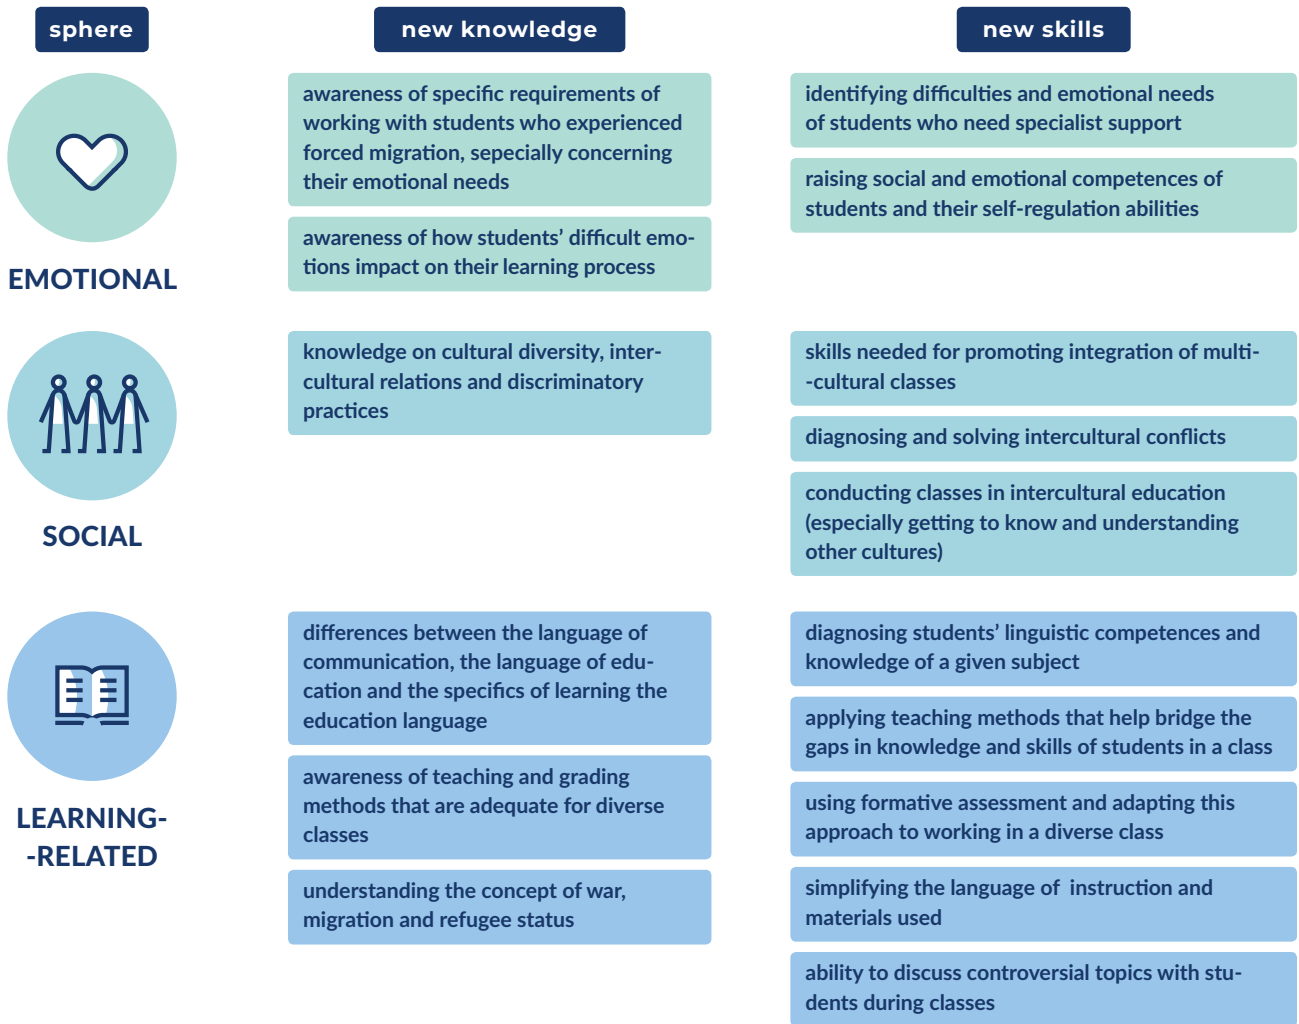 sphere
new knowledge
new skills
EMOTIONAL
awareness of specific requirements of
working with students who experienced
forced migration, sepecially concerning
their emotional needs
awareness of how students’ difficult emo-
tions impact on their learning process
identifying difficulties and emotional needs
of students who need specialist support
raising social and emotional competences of
students and their self-regulation abilities
SOCIAL
knowledge on cultural diversity, inter-
cultural relations and discriminatory
practices
skills needed for promoting integration of multi-
-cultural classes
diagnosing and solving intercultural conflicts
conducting classes in intercultural education
(especially getting to know and understanding
other cultures)
LEARNING-
-RELATED
differences between the language of
communication, the language of edu-
cation and the specifics of learning the
education language
awareness of teaching and grading
methods that are adequate for diverse
classes
understanding the concept of war,
migration and refugee status
diagnosing students’ linguistic competences and
knowledge of a given subject
applying teaching methods that help bridge the
gaps in knowledge and skills of students in a class
using formative assessment and adapting this
approach to working in a diverse class
simplifying the language of  instruction and
materials used
ability to discuss controversial topics with stu-
dents during classes